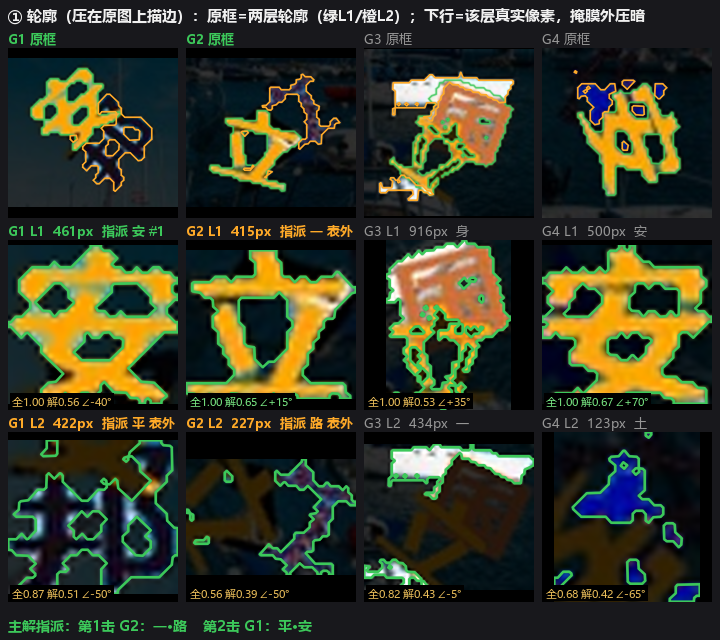 ① 轮廓（压在原图上描边）：原框=两层轮廓（绿L1/橙L2）；下行=该层真实像素，掩膜外压暗
G1 原框 G2 原框 G3 原框 G4 原框
G1 L1 461px 指派 安 #1 G2 L1 415px 指派 一 表外 G3 L1 916px 身 G4 L1 500px 安
安 立 安
全1.00 解0.56 ∠-40° 全1.00 解0.65 ∠+15° 全1.00 解0.53 ∠+35° 全1.00 解0.67 ∠+70°
G1 L2 422px 指派 平 表外 G2 L2 227px 指派 路 表外 G3 L2 434px 一 G4 L2 123px 土
全0.87 解0.51 ∠-50° 全0.56 解0.39 ∠-50° 全0.82 解0.43 ∠-5° 全0.68 解0.42 ∠-65°
主解指派：第1击 G2：一·路 第2击 G1：平·安